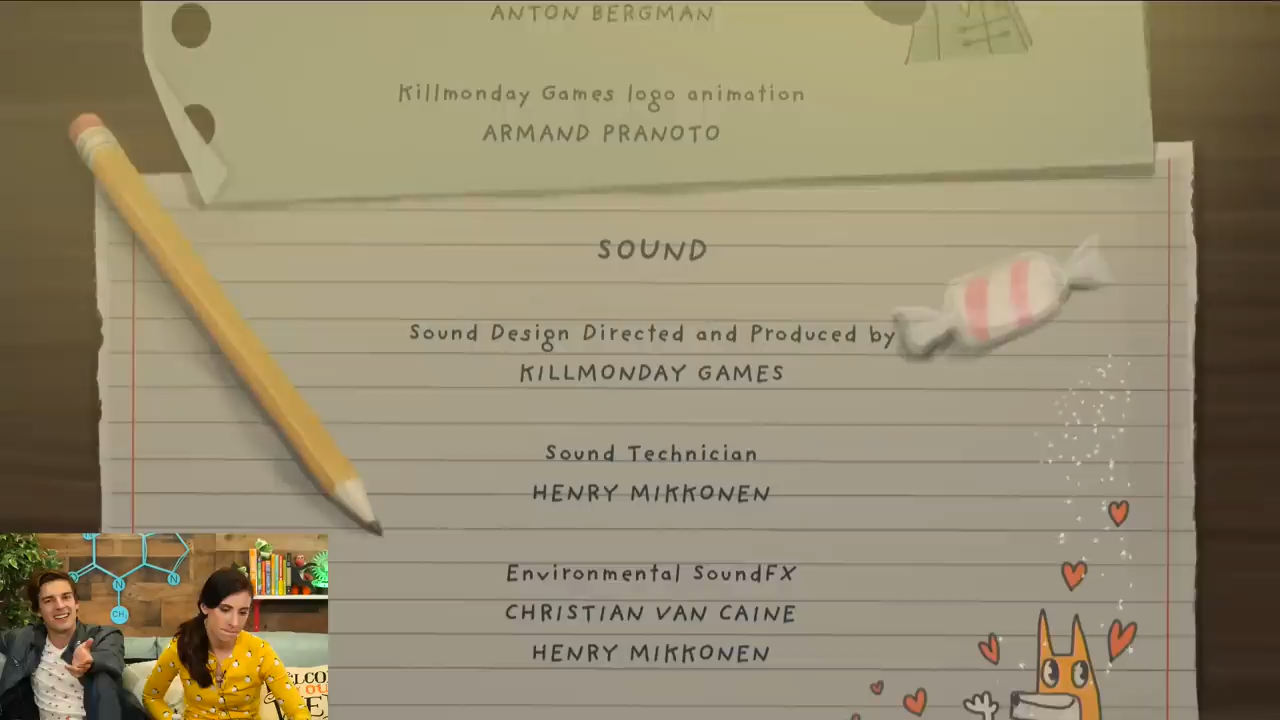 ANTON BERGMAN
Killmonday Games logo animation
ARMAND PRANOTO
SOUND
Sound Design Directed and Produced by
KILLMONDAY GAMES
Sound Technician
HENRY MIKKONEN
Environmental SoundFX
CHRISTIAN VAN CAINE
HENRY MIKKONEN
N
N
CH